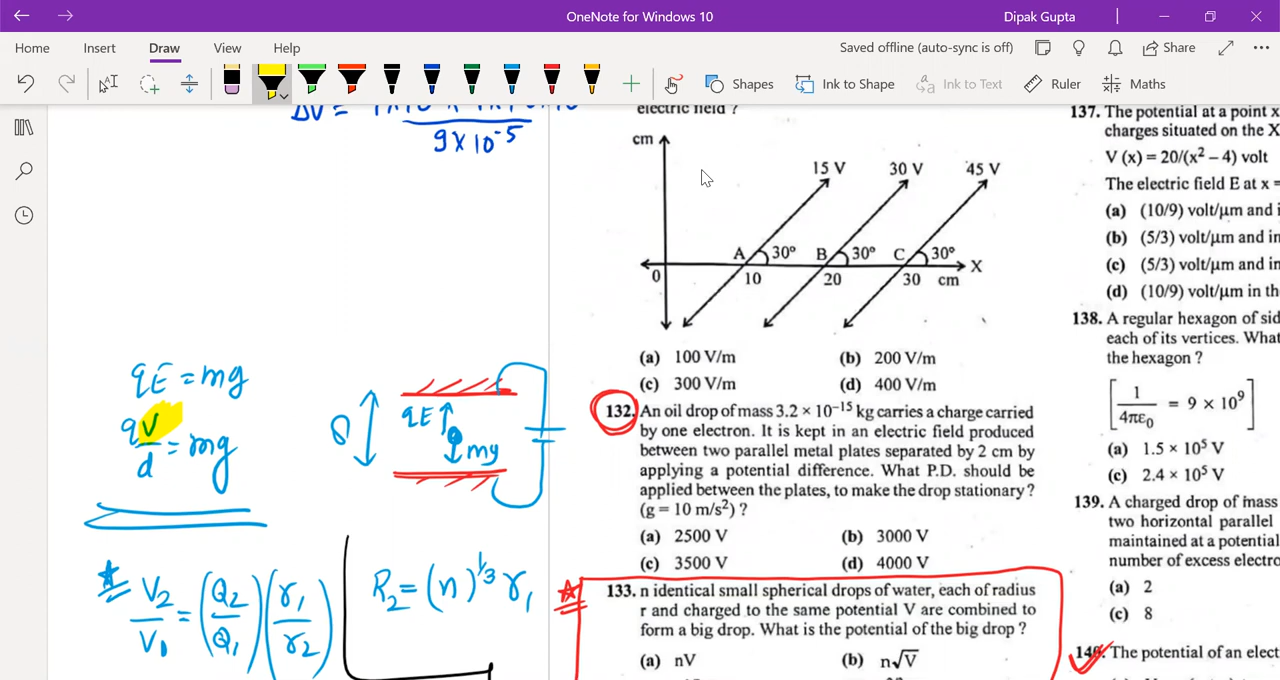 OneNote for Windows 10
Dipak Gupta
Home Insert Draw View Help
Saved offline (auto-sync is off)
Share
Shapes
Ink to Shape
Ink to Text
Ruler
Maths
9×10⁻⁵
qE = mg
qV/d = mg
D
qE
mg
V₂/V₁ = (Q₂/Q₁)(r₁/r₂)
R₂ = (n)^1/3 r₁
electric field ?
cm
15 V 30 V 45 V
A 30° B 30° C 30°
X
0 10 20 30 cm
(a) 100 V/m (b) 200 V/m
(c) 300 V/m (d) 400 V/m
132. An oil drop of mass 3.2 × 10⁻¹⁵ kg carries a charge carried
by one electron. It is kept in an electric field produced
between two parallel metal plates separated by 2 cm by
applying a potential difference. What P.D. should be
applied between the plates, to make the drop stationary?
(g = 10 m/s²) ?
(a) 2500 V (b) 3000 V
(c) 3500 V (d) 4000 V
133. n identical small spherical drops of water, each of radius
r and charged to the same potential V are combined to
form a big drop. What is the potential of the big drop ?
(a) nV (b) n√V
137. The potential at a point x
charges situated on the X
V (x) = 20/(x² – 4) volt
The electric field E at x =
(a) (10/9) volt/μm and i
(b) (5/3) volt/μm and in
(c) (5/3) volt/μm and in
(d) (10/9) volt/μm in th
138. A regular hexagon of sid
each of its vertices. What
the hexagon ?
[1/4πε₀ = 9 × 10⁹]
(a) 1.5 × 10⁵ V
(c) 2.4 × 10⁵ V
139. A charged drop of mass
two horizontal parallel
maintained at a potential
number of excess electro
(a) 2
(c) 8
140. The potential of an elect